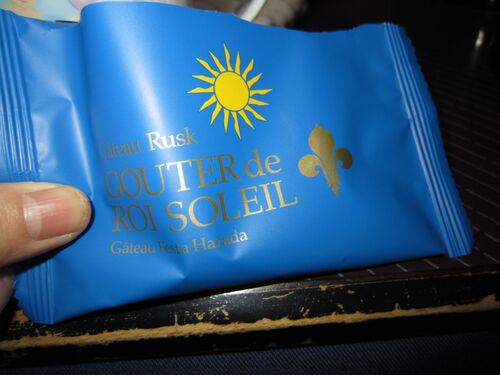 Gâteau Rusk
GOUTER de
ROI SOLEIL
Gâteau Festa Harada